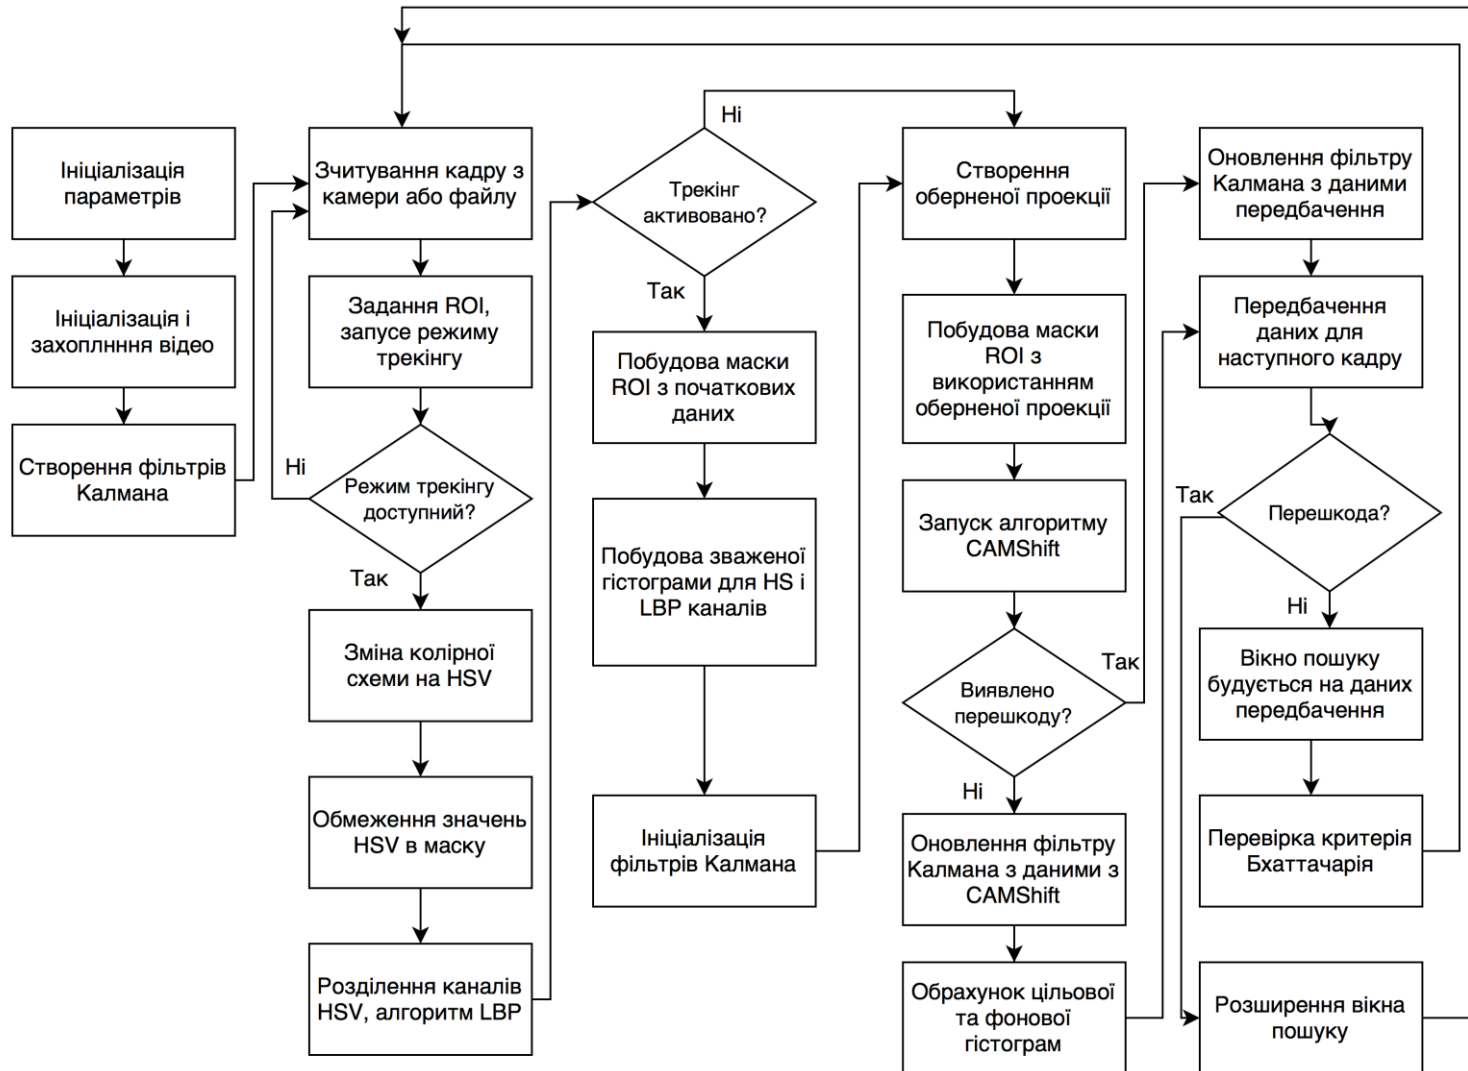 Ініціалізація
параметрів
Ініціалізація і
захоплнння відео
Створення фільтрів
Калмана
Зчитування кадру з
камери або файлу
Задання ROI,
запусе режиму
трекінгу
Ні
Режим трекінгу
доступний?
Так
Зміна колірної
схеми на HSV
Обмеження значень
HSV в маску
Розділення каналів
HSV, алгоритм LBP
Ні
Трекінг
активовано?
Так
Побудова маски
ROI з початкових
даних
Побудова зваженої
гістограми для HS і
LBP каналів
Ініціалізація
фільтрів Калмана
Створення
оберненої проекції
Побудова маски
ROI з
використанням
оберненої проекції
Запуск алгоритму
CAMShift
Так
Виявлено
перешкоду?
Ні
Оновлення фільтру
Калмана з даними з
CAMShift
Обрахунок цільової
та фонової
гістограм
Оновлення фільтру
Калмана з даними
передбачення
Передбачення
даних для
наступного кадру
Так
Перешкода?
Ні
Вікно пошуку
будується на даних
передбачення
Перевірка критерія
Бхаттачарія
Розширення вікна
пошуку